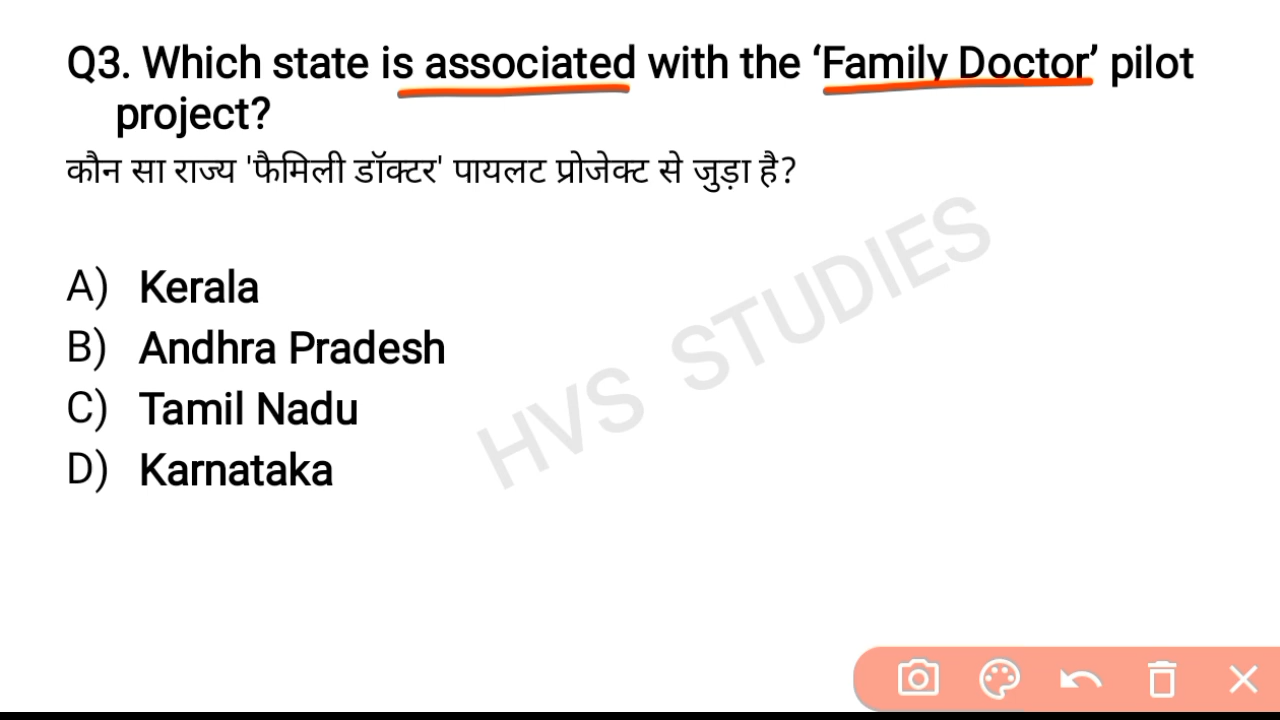 Q3. Which state is associated with the ‘Family Doctor’ pilot
project?
कौन सा राज्य 'फैमिली डॉक्टर' पायलट प्रोजेक्ट से जुड़ा है?
A) Kerala
B) Andhra Pradesh
C) Tamil Nadu
D) Karnataka
HVS STUDIES